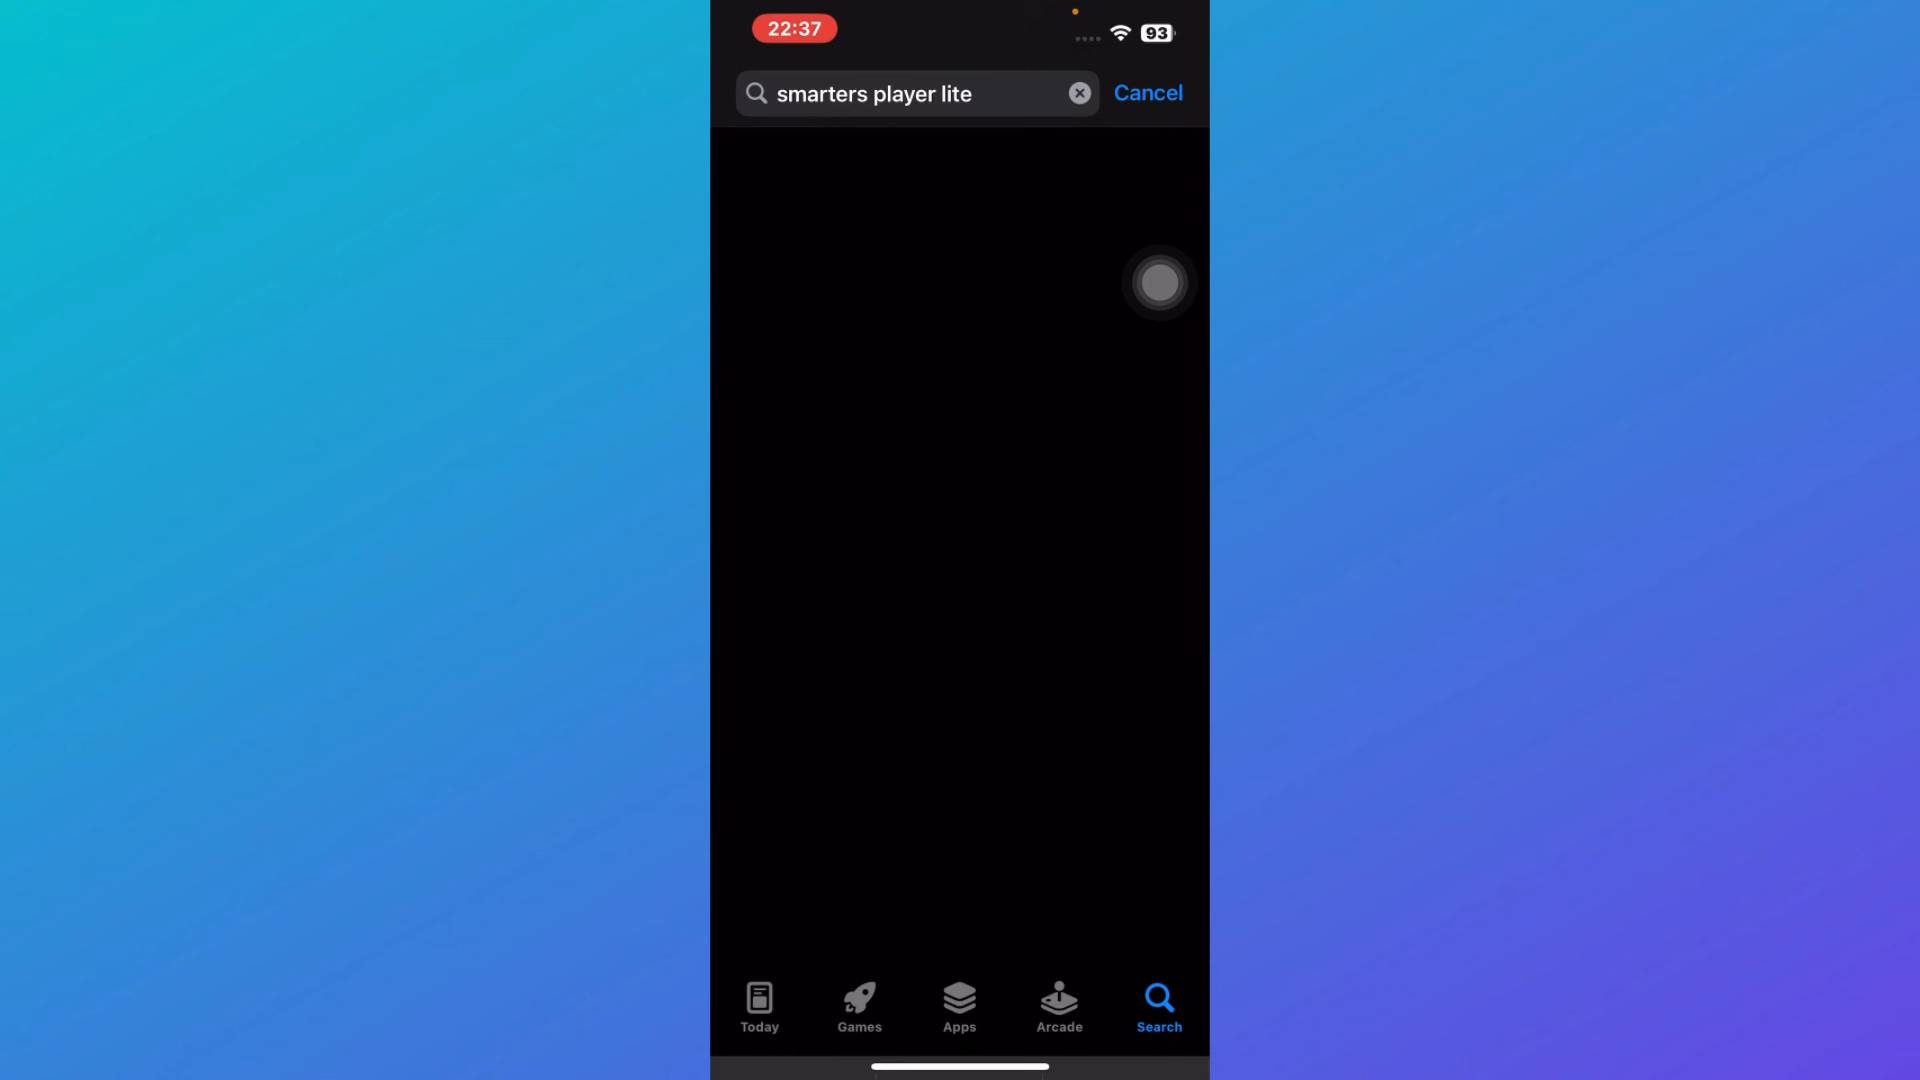 22:37
93
smarters player lite
Cancel
Today
Games
Apps
Arcade
Search